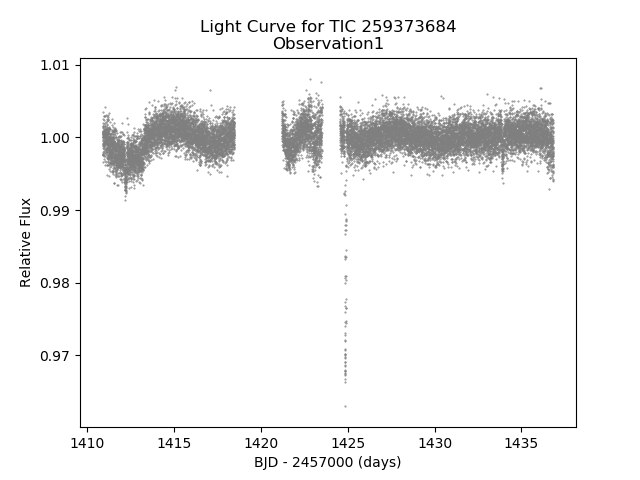 Light Curve for TIC 259373684
Observation1
1.01
1.00
0.99
0.98
0.97
Relative Flux
1410 1415 1420 1425 1430 1435
BJD - 2457000 (days)